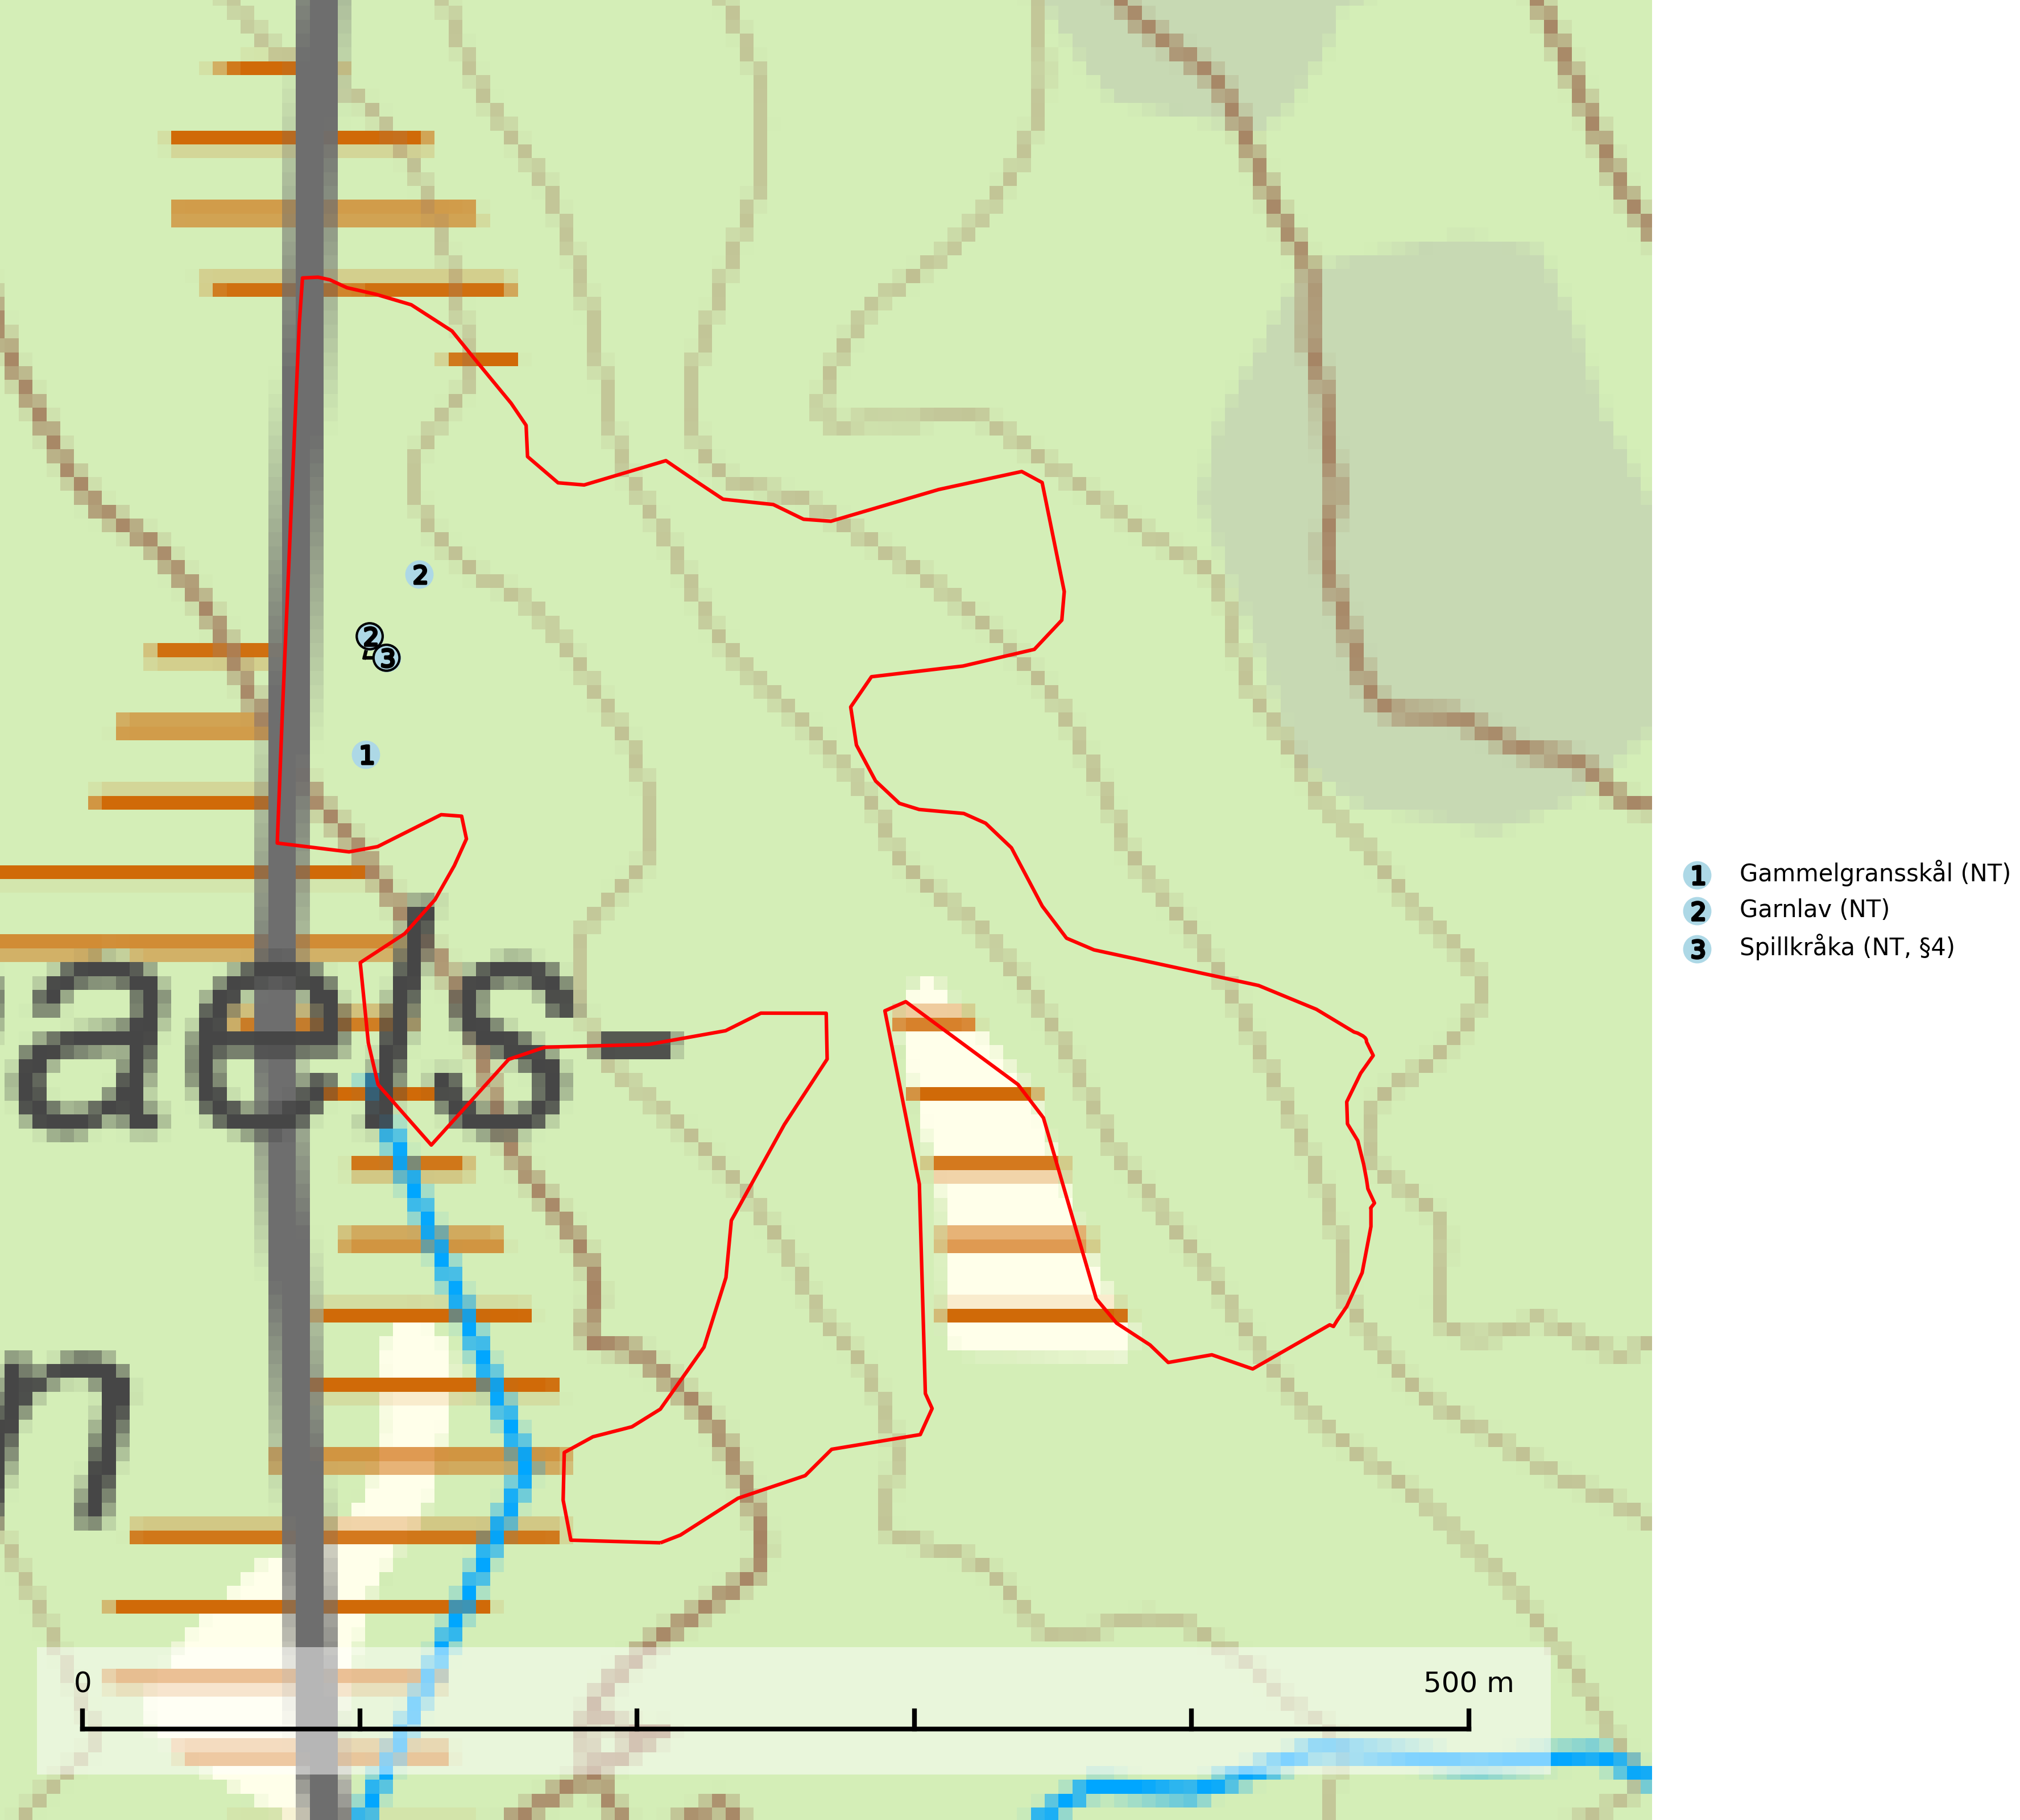 2
2
3
1
aels-
n
0
500 m
1 Gammelgransskål (NT)
2 Garnlav (NT)
3 Spillkråka (NT, §4)